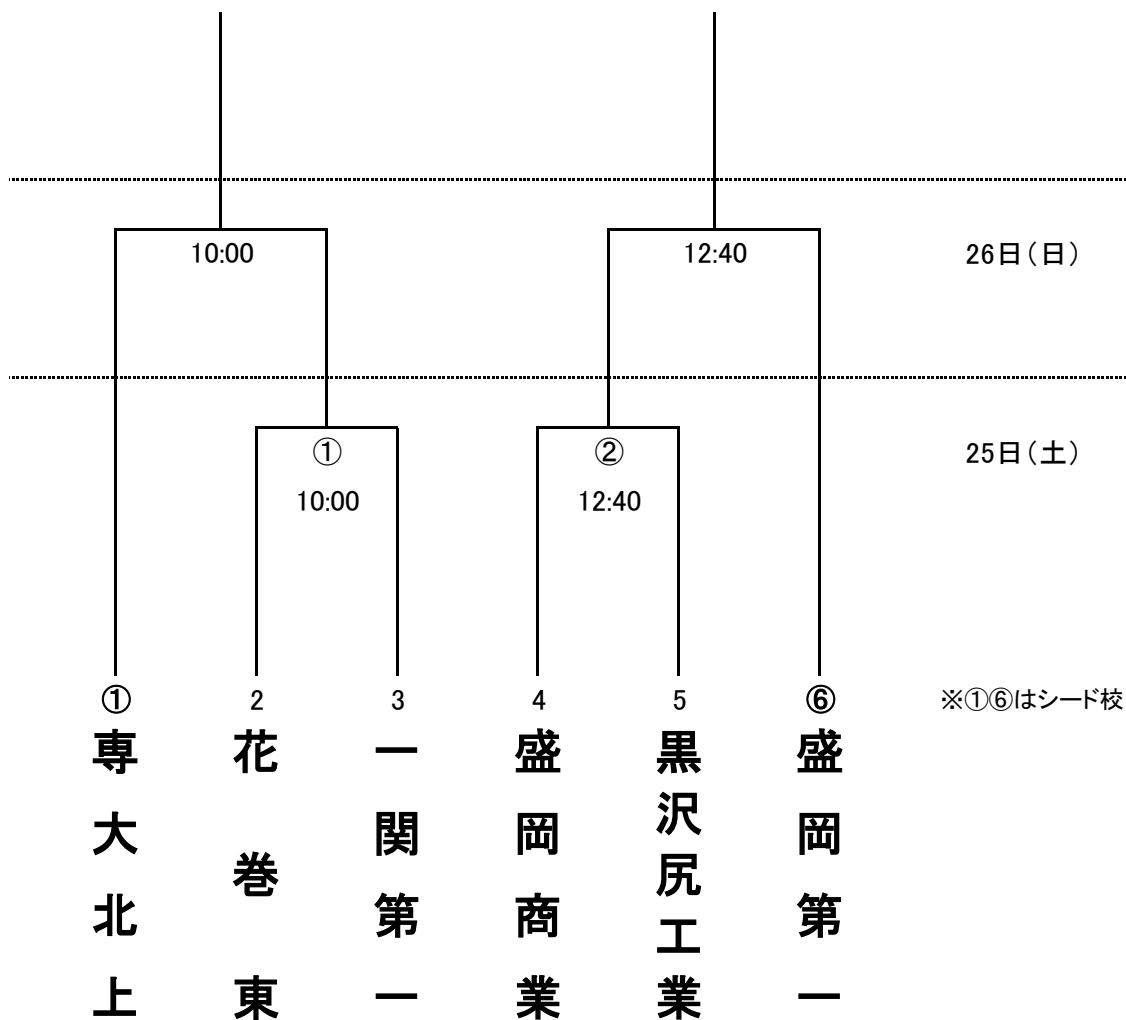 10:00
12:40
26日(日)
①
②
25日(土)
10:00
12:40
①
2
3
4
5
⑥
※①⑥はシード校
専大北上
花巻東
一関第一
盛岡商業
黒沢尻工業
盛岡第一